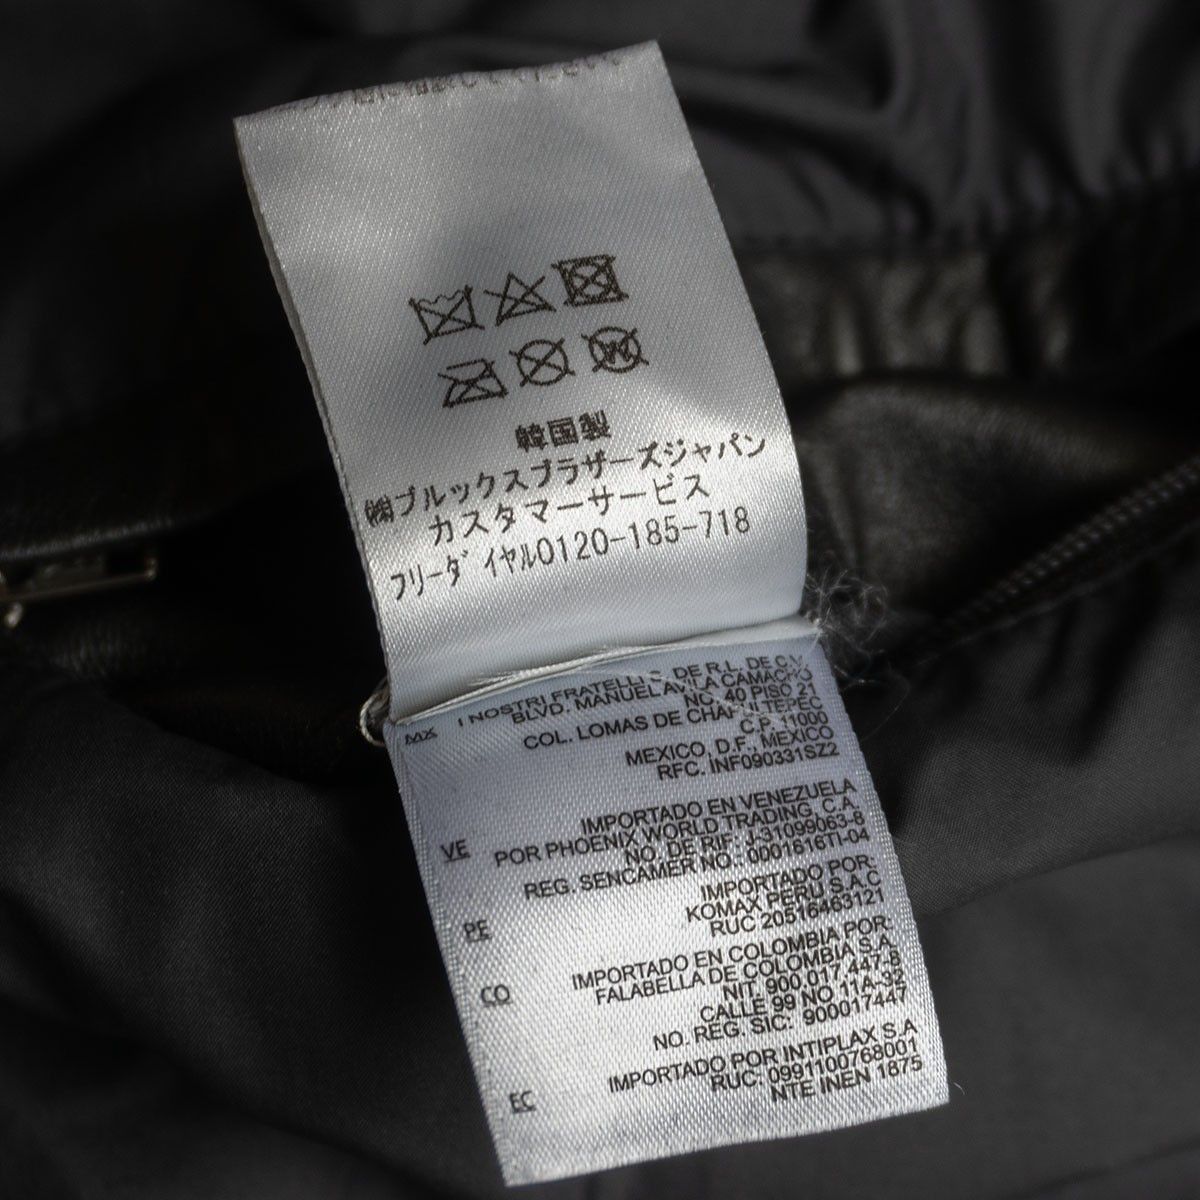 韓国製
㈱ブルックスブラザーズジャパン
カスタマーサービス
フリーダイヤル0120-185-718
MX
I NOSTRI FRATELLI S. DE R.L. DE C.V.
BLVD. MANUEL AVILA CAMACHO
NO. 40 PISO 21
COL. LOMAS DE CHAPULTEPEC
C.P. 11000
MEXICO, D.F., MEXICO
RFC. INF090331SZ2
VE
IMPORTADO EN VENEZUELA
POR PHOENIX WORLD TRADING, C.A.
NO. DE RIF: J-31099063-8
REG. SENCAMER NO.: 0001616TI-04
PE
IMPORTADO POR:
KOMAX PERU S.A.C
RUC 20516463121
CO
IMPORTADO EN COLOMBIA POR:
FALABELLA DE COLOMBIA S.A.
NIT. 900.017.447-8
CALLE 99 NO. 11A-32
NO. REG. SIC: 900017447
EC
IMPORTADO POR INTIPLAX S.A
RUC: 0991100768001
NTE INEN 1875